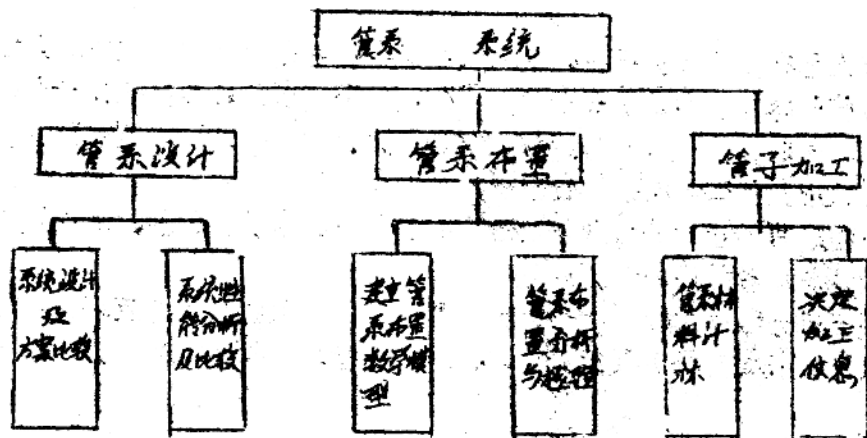 管系 系统
管系设计
管系布置
管子加工
系统设计
及
方案比较
系统性
能分析
及比较
建立管
系布置
数学模
型
管系布
置分析
与
管系材
料计
决定
加工
信息